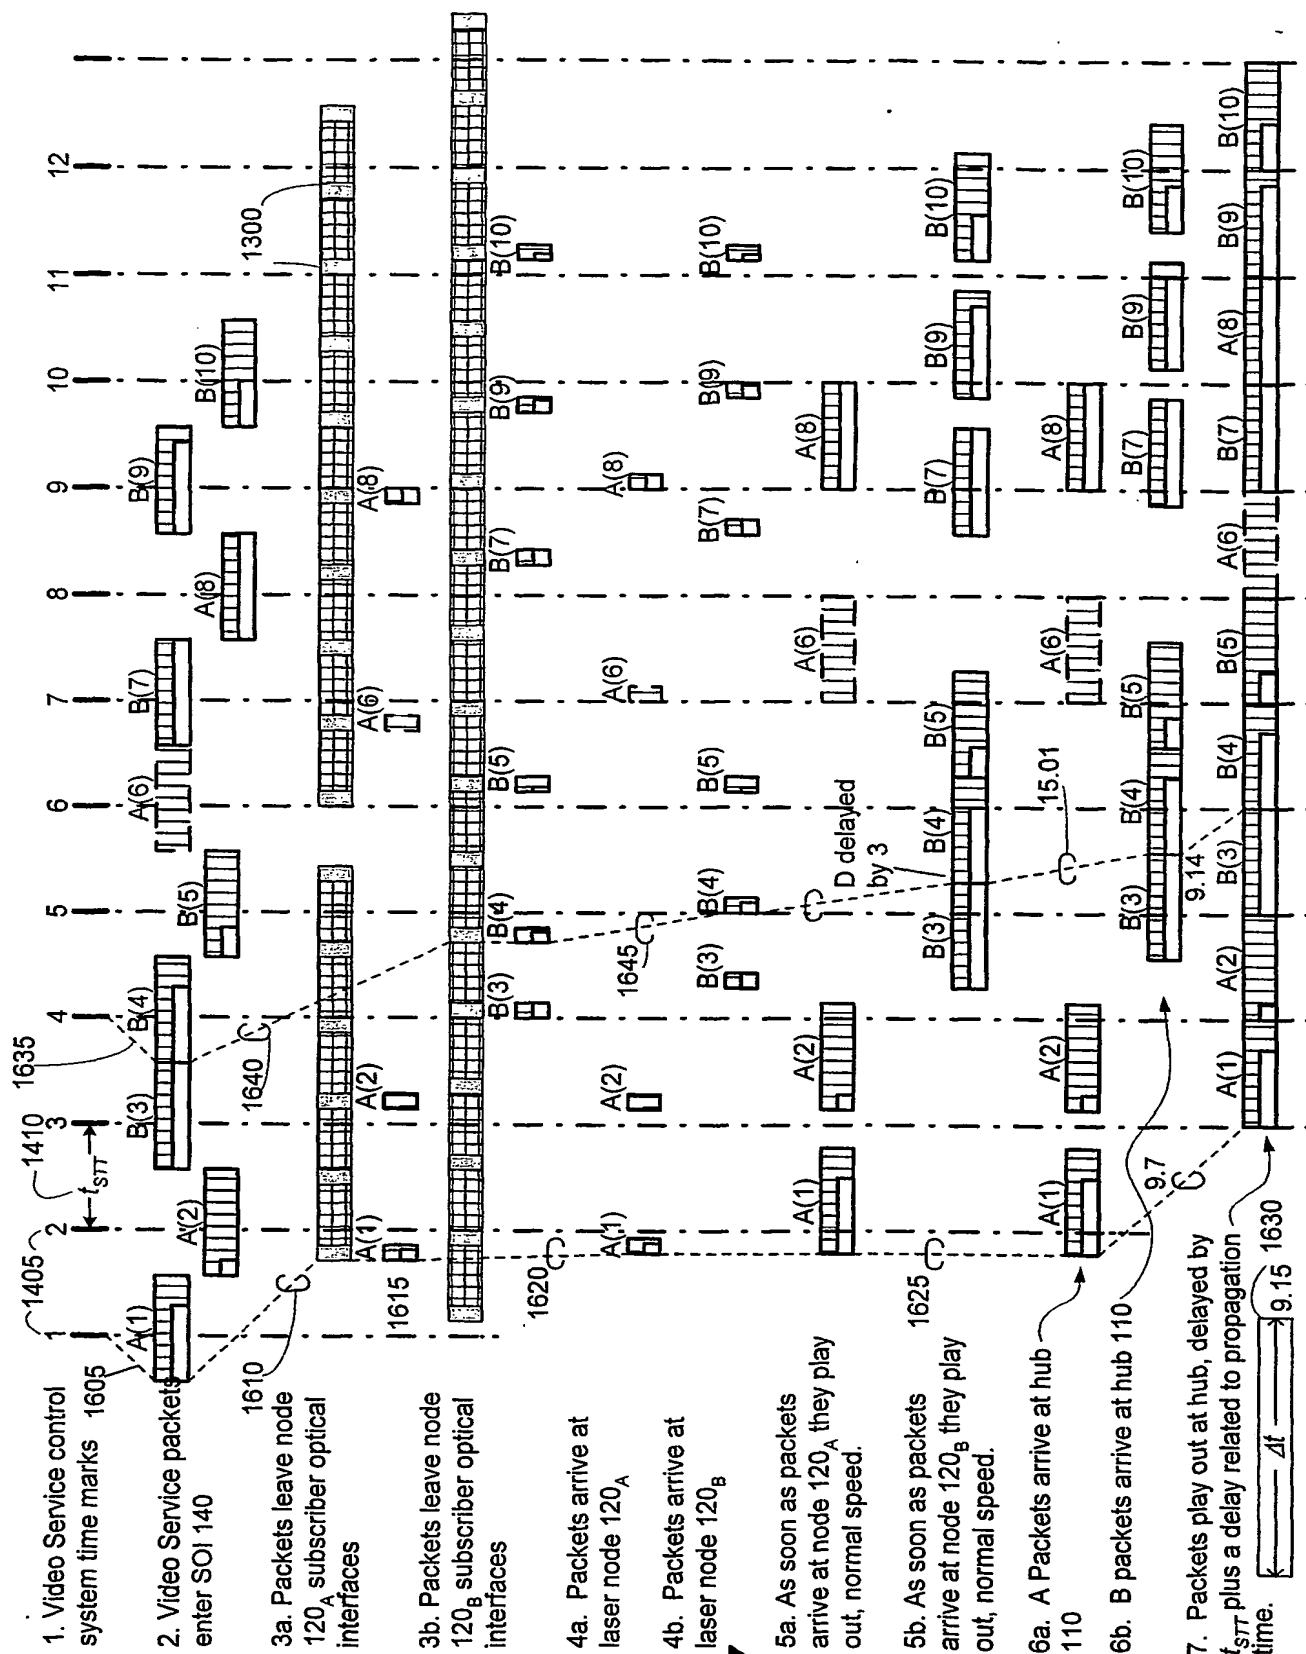 1405
1410
1635
1 2 3 4 5 6 7 8 9 10 11 12
t_STT
1. Video Service control
system time marks
1605
2. Video Service packets
enter SOI 140
A(1) A(2) B(3) B(4) B(5) A(6) B(7) A(8) B(9) B(10)
1610
1640
1300
3a. Packets leave node
120A subscriber optical
interfaces
A(1) A(2) A(6) A(8)
1615
3b. Packets leave node
120B subscriber optical
interfaces
B(3) B(4) B(5) B(7) B(9) B(10)
1620
1645
4a. Packets arrive at
laser node 120A
A(1) A(2) A(6) A(8)
4b. Packets arrive at
laser node 120B
B(3) B(4) B(5) B(7) B(9) B(10)
5a. As soon as packets
arrive at node 120A they play
out, normal speed.
A(1) A(2) A(6) A(8)
D delayed
by 3
1625
5b. As soon as packets
arrive at node 120B they play
out, normal speed.
B(3) B(4) B(5) B(7) B(9) B(10)
15.01
6a. A Packets arrive at hub
110
A(1) A(2) A(6) A(8)
6b. B packets arrive at hub 110
B(3) B(4) B(5) B(7) B(9) B(10)
9.7
9.14
7. Packets play out at hub, delayed by
t_STT plus a delay related to propagation
time.
A(1) A(2) B(3) B(4) B(5) A(6) B(7) A(8) B(9) B(10)
Δt
9.15
1630